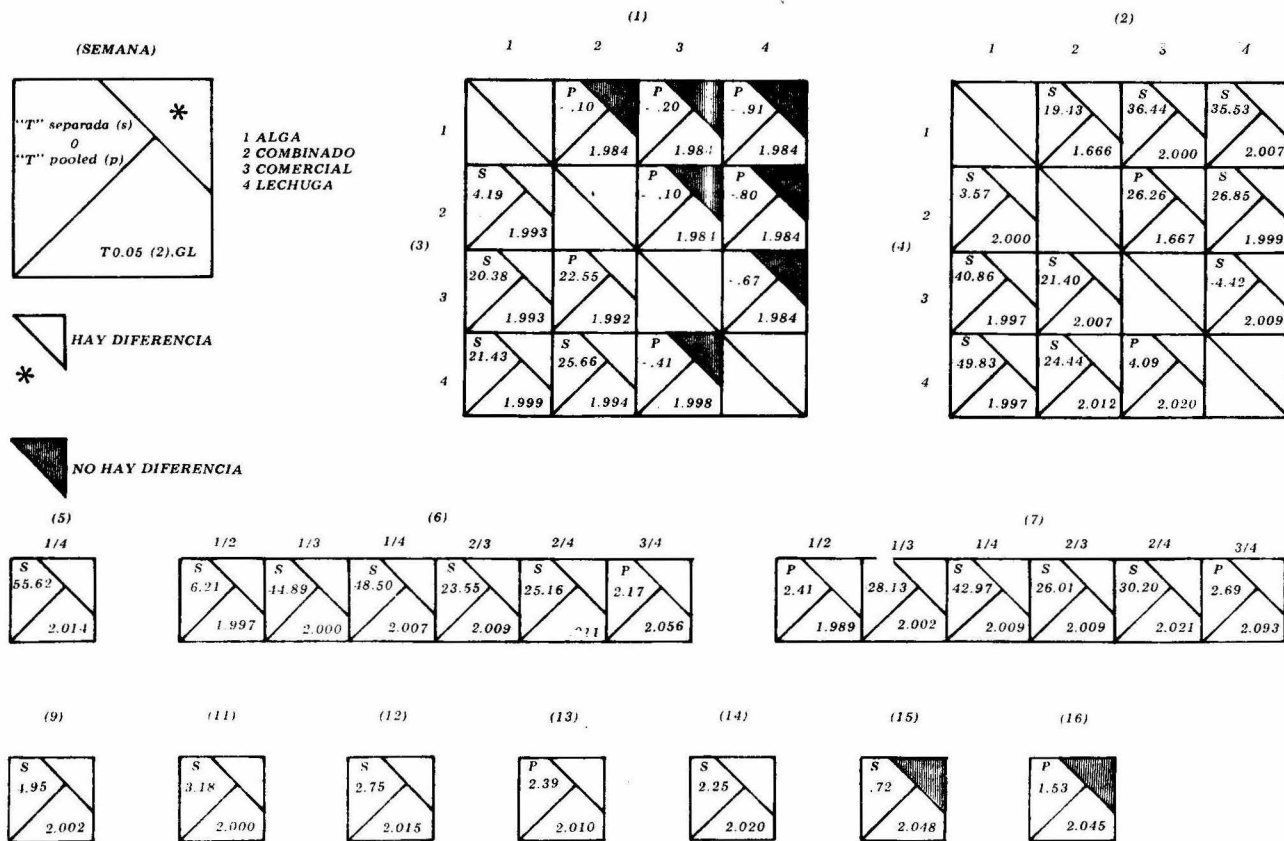 (SEMANA)
"T" separada (s)
O
"T" pooled (p)
*
T0.05 (2).GL
1 ALGA
2 COMBINADO
3 COMERCIAL
4 LECHUGA
HAY DIFERENCIA
*
NO HAY DIFERENCIA
(1)
1 2 3 4
1
P P P
- .10 - .20 - .91
1.984 1.984 1.984
2
S P P
4.19 - .10 -.80
1.993 1.984 1.984
(3)
3
S P
20.38 22.55 -.67
1.993 1.992 1.984
4
S S P
21.43 25.66 -.41
1.999 1.994 1.998
(2)
1 2 3 4
1
S S S
19.43 36.44 35.53
1.666 2.000 2.007
2
S P S
3.57 26.26 26.85
2.000 1.667 1.999
(4)
3
S S S
40.86 21.40 -4.42
1.997 2.007 2.009
4
S S P
49.83 24.44 4.09
1.997 2.012 2.020
(5)
1/4
S
55.62
2.014
(6)
1/2 1/3 1/4 2/3 2/4 3/4
S S S S S P
6.21 44.89 48.50 23.55 25.16 2.17
1.997 2.000 2.007 2.009 2.056
(7)
1/2 1/3 1/4 2/3 2/4 3/4
P S S S S P
2.41 28.13 42.97 26.01 30.20 2.69
1.989 2.002 2.009 2.009 2.021 2.093
(9) (11) (12) (13) (14) (15) (16)
S S S P S S P
4.95 3.18 2.75 2.39 2.25 .72 1.53
2.002 2.000 2.015 2.010 2.020 2.048 2.045